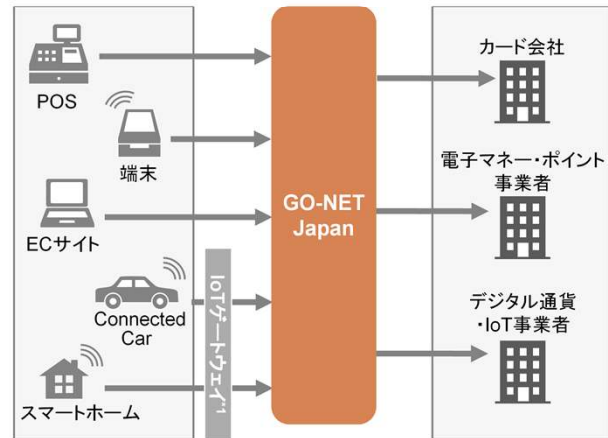 POS
端末
ECサイト
Connected
Car
スマートホーム
IoTゲートウェイ*1
GO-NET
Japan
カード会社
電子マネー・ポイント
事業者
デジタル通貨
・IoT事業者